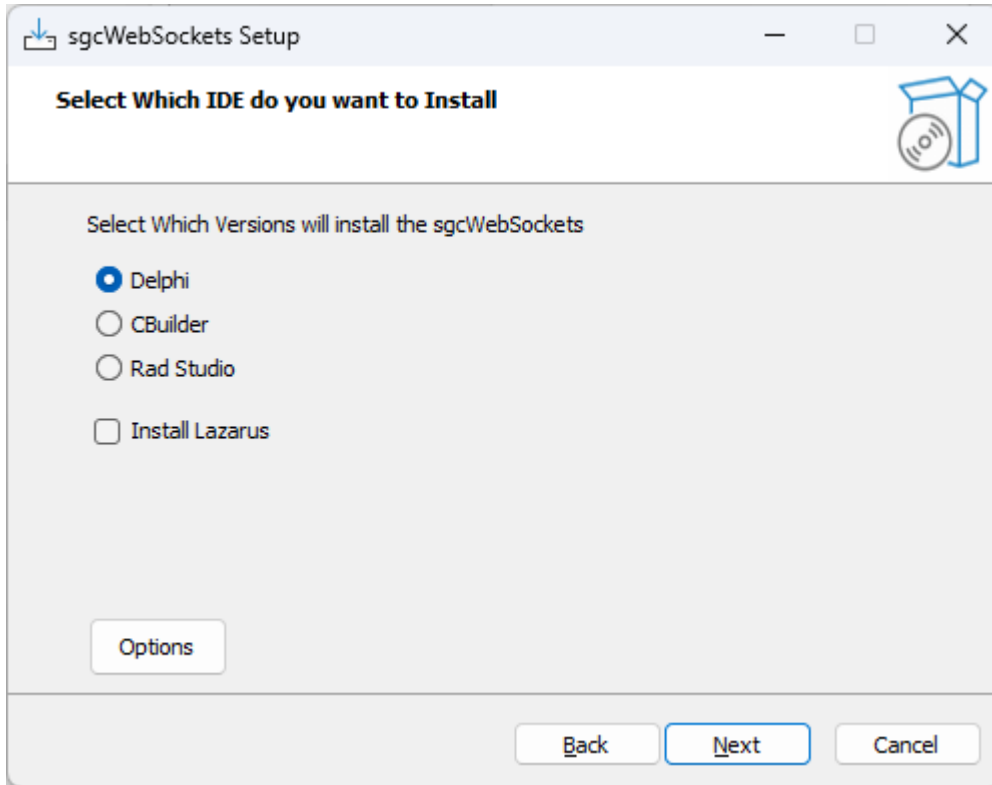 sgcWebSockets Setup
Select Which IDE do you want to Install
Select Which Versions will install the sgcWebSockets
Delphi
CBuilder
Rad Studio
Install Lazarus
Options
Back Next Cancel